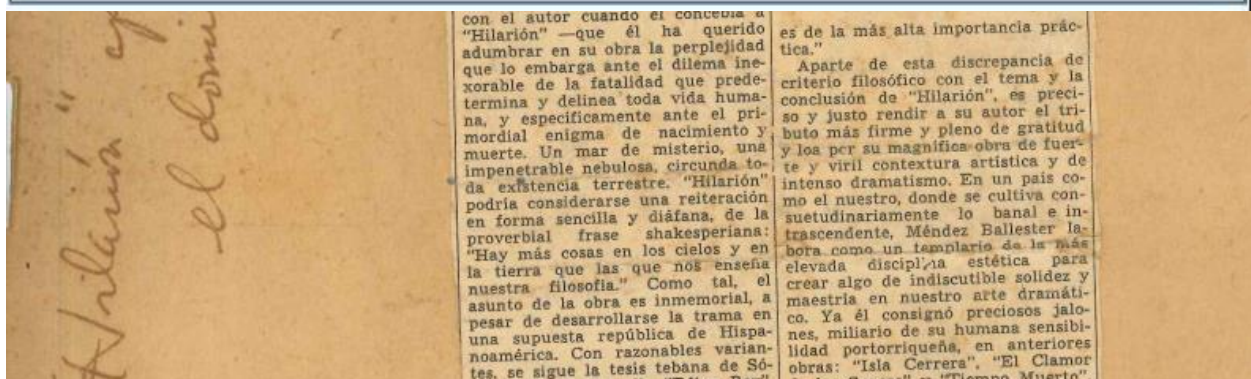 "Hilarión" y
el domi
con el autor cuando él concebía a
"Hilarión" —que él ha querido
adumbrar en su obra la perplejidad
que lo embarga ante el dilema ine-
xorable de la fatalidad que prede-
termina y delinea toda vida huma-
na, y específicamente ante el pri-
mordial enigma de nacimiento y
muerte. Un mar de misterio, una
impenetrable nebulosa, circunda to-
da existencia terrestre. "Hilarión"
podría considerarse una reiteración
en forma sencilla y diáfana, de la
proverbial frase shakesperiana:
"Hay más cosas en los cielos y en
la tierra que las que nos enseña
nuestra filosofía." Como tal, el
asunto de la obra es inmemorial, a
pesar de desarrollarse la trama en
una supuesta república de Hispa-
noamérica. Con razonables varian-
tes, se sigue la tesis tebana de Só-
es de la más alta importancia prác-
tica."
Aparte de esta discrepancia de
criterio filosófico con el tema y la
conclusión de "Hilarión", es preci-
so y justo rendir a su autor el tri-
buto más firme y pleno de gratitud
y loa por su magnífica obra de fuer-
te y viril contextura artística y de
intenso dramatismo. En un país co-
mo el nuestro, donde se cultiva con-
suetudinariamente lo banal e in-
trascendente, Méndez Ballester la-
bora como un templario de la más
elevada disciplina estética para
crear algo de indiscutible solidez y
maestría en nuestro arte dramáti-
co. Ya él consignó preciosos jalo-
nes, miliario de su humana sensibi-
lidad portorriqueña, en anteriores
obras: "Isla Cerrera", "El Clamor
"Tiempo Muerto"